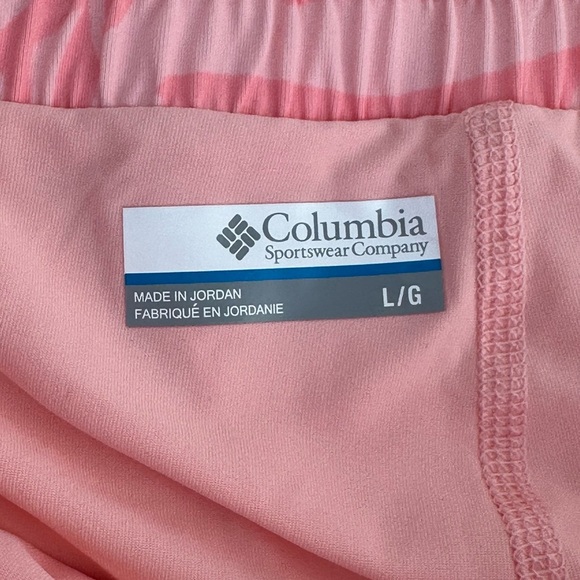 Columbia
Sportswear Company
MADE IN JORDAN
FABRIQUÉ EN JORDANIE
L/G